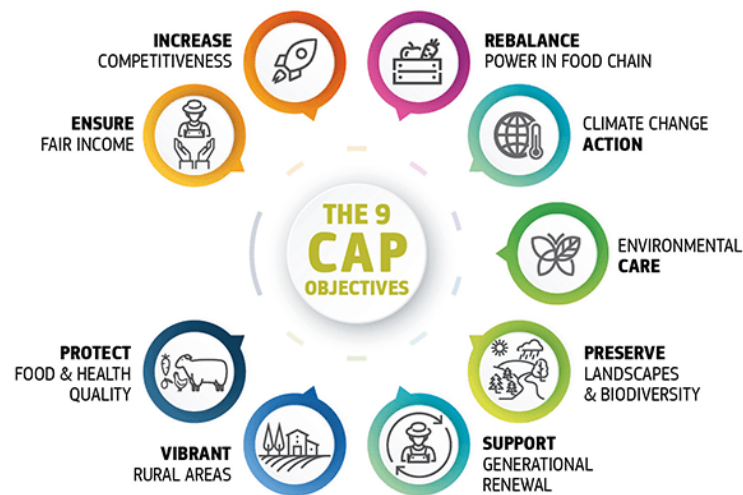 THE 9
CAP
OBJECTIVES
ENSURE
FAIR INCOME
INCREASE
COMPETITIVENESS
REBALANCE
POWER IN FOOD CHAIN
CLIMATE CHANGE
ACTION
ENVIRONMENTAL
CARE
PRESERVE
LANDSCAPES
& BIODIVERSITY
SUPPORT
GENERATIONAL
RENEWAL
VIBRANT
RURAL AREAS
PROTECT
FOOD & HEALTH
QUALITY